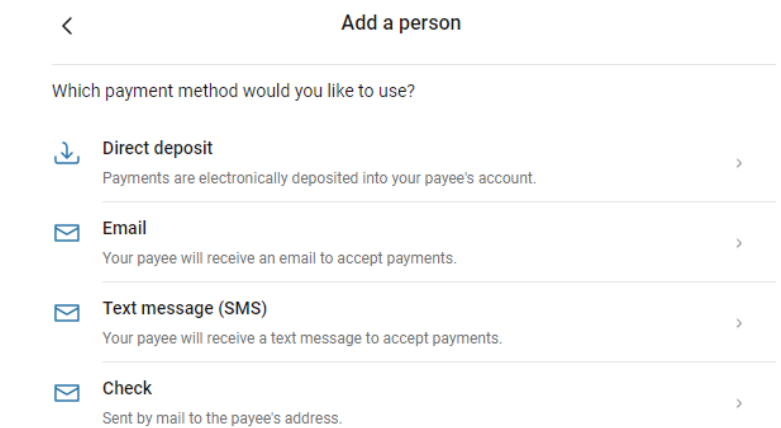 Add a person
Which payment method would you like to use?
Direct deposit
Payments are electronically deposited into your payee's account.
Email
Your payee will receive an email to accept payments.
Text message (SMS)
Your payee will receive a text message to accept payments.
Check
Sent by mail to the payee's address.